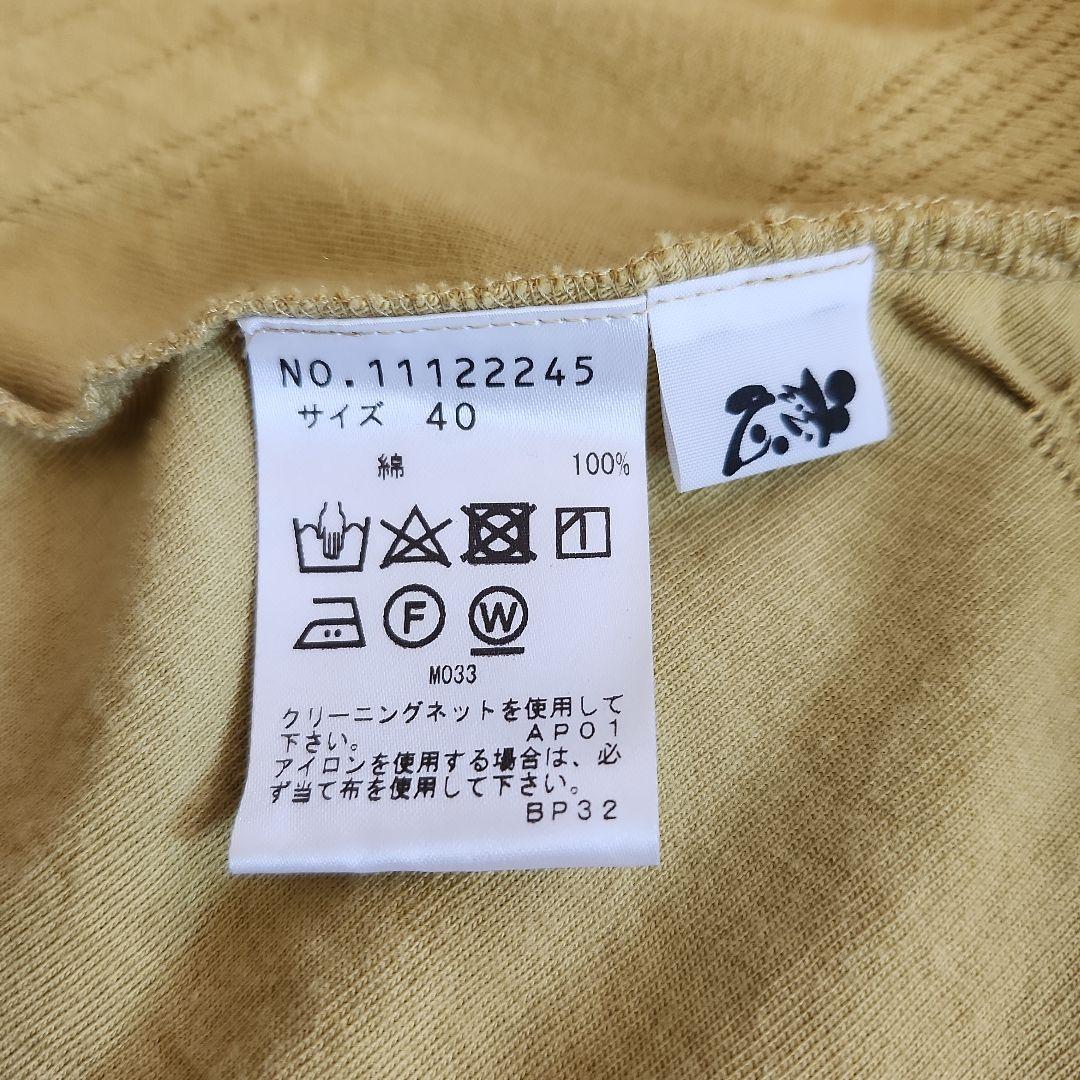 NO.11122245
サイズ 40
綿 100%
F W
M033
クリーニングネットを使用して
下さい。 AP01
アイロンを使用する場合は、必
ず当て布を使用して下さい。
BP32